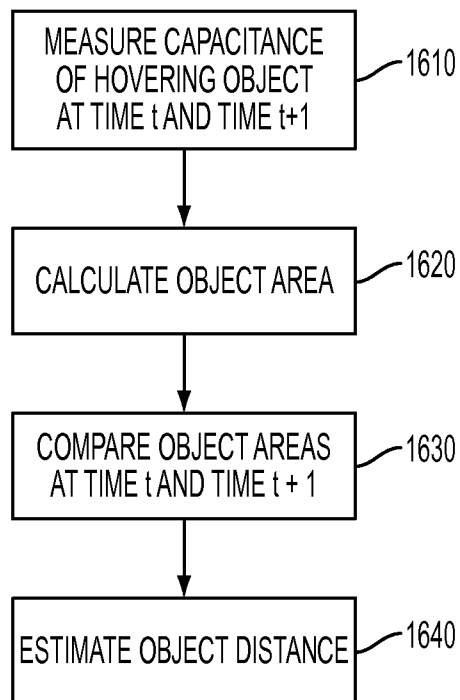 MEASURE CAPACITANCE
OF HOVERING OBJECT
AT TIME t AND TIME t+1
1610
CALCULATE OBJECT AREA
1620
COMPARE OBJECT AREAS
AT TIME t AND TIME t + 1
1630
ESTIMATE OBJECT DISTANCE
1640